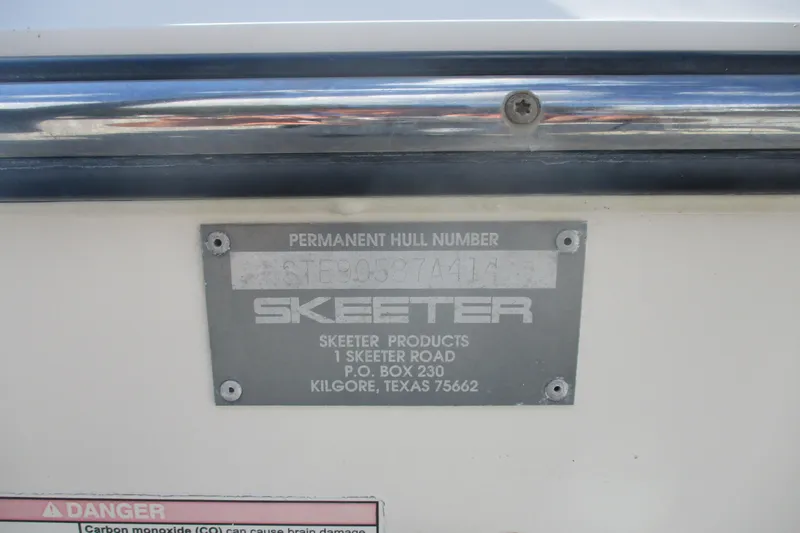 PERMANENT HULL NUMBER
SKEETER
SKEETER PRODUCTS
1 SKEETER ROAD
P.O. BOX 230
KILGORE, TEXAS 75662
DANGER
Carbon monoxide (CO) can cause brain damage